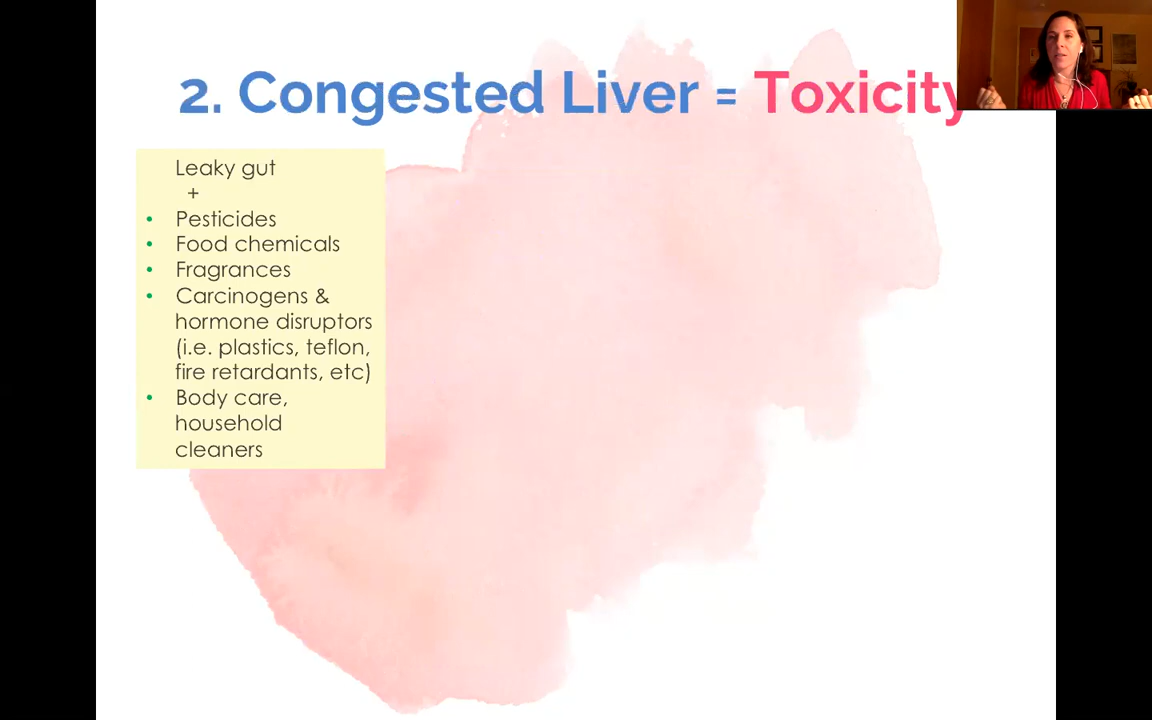 2. Congested Liver = Toxicity
Leaky gut
+
• Pesticides
• Food chemicals
• Fragrances
• Carcinogens &
hormone disruptors
(i.e. plastics, teflon,
fire retardants, etc)
• Body care,
household
cleaners